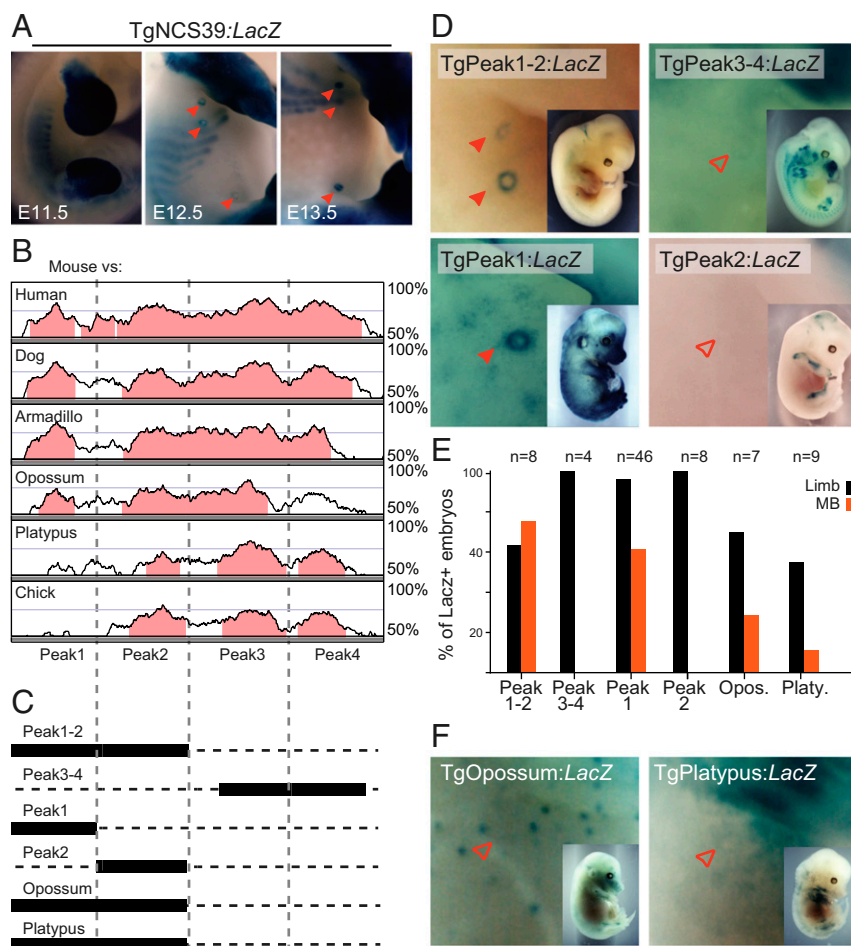 A
TgNCS39:LacZ
E11.5
E12.5
E13.5
B
Mouse vs:
Human
100%
50%
Dog
100%
50%
Armadillo
100%
50%
Opossum
100%
50%
Platypus
100%
50%
Chick
100%
50%
Peak1
Peak2
Peak3
Peak4
C
Peak1-2
Peak3-4
Peak1
Peak2
Opossum
Platypus
D
TgPeak1-2:LacZ
TgPeak3-4:LacZ
TgPeak1:LacZ
TgPeak2:LacZ
E
n=8 n=4 n=46 n=8 n=7 n=9
Limb
MB
% of Lacz+ embryos
100
40
20
Peak 1-2
Peak 3-4
Peak 1
Peak 2
Opos.
Platy.
F
TgOpossum:LacZ
TgPlatypus:LacZ